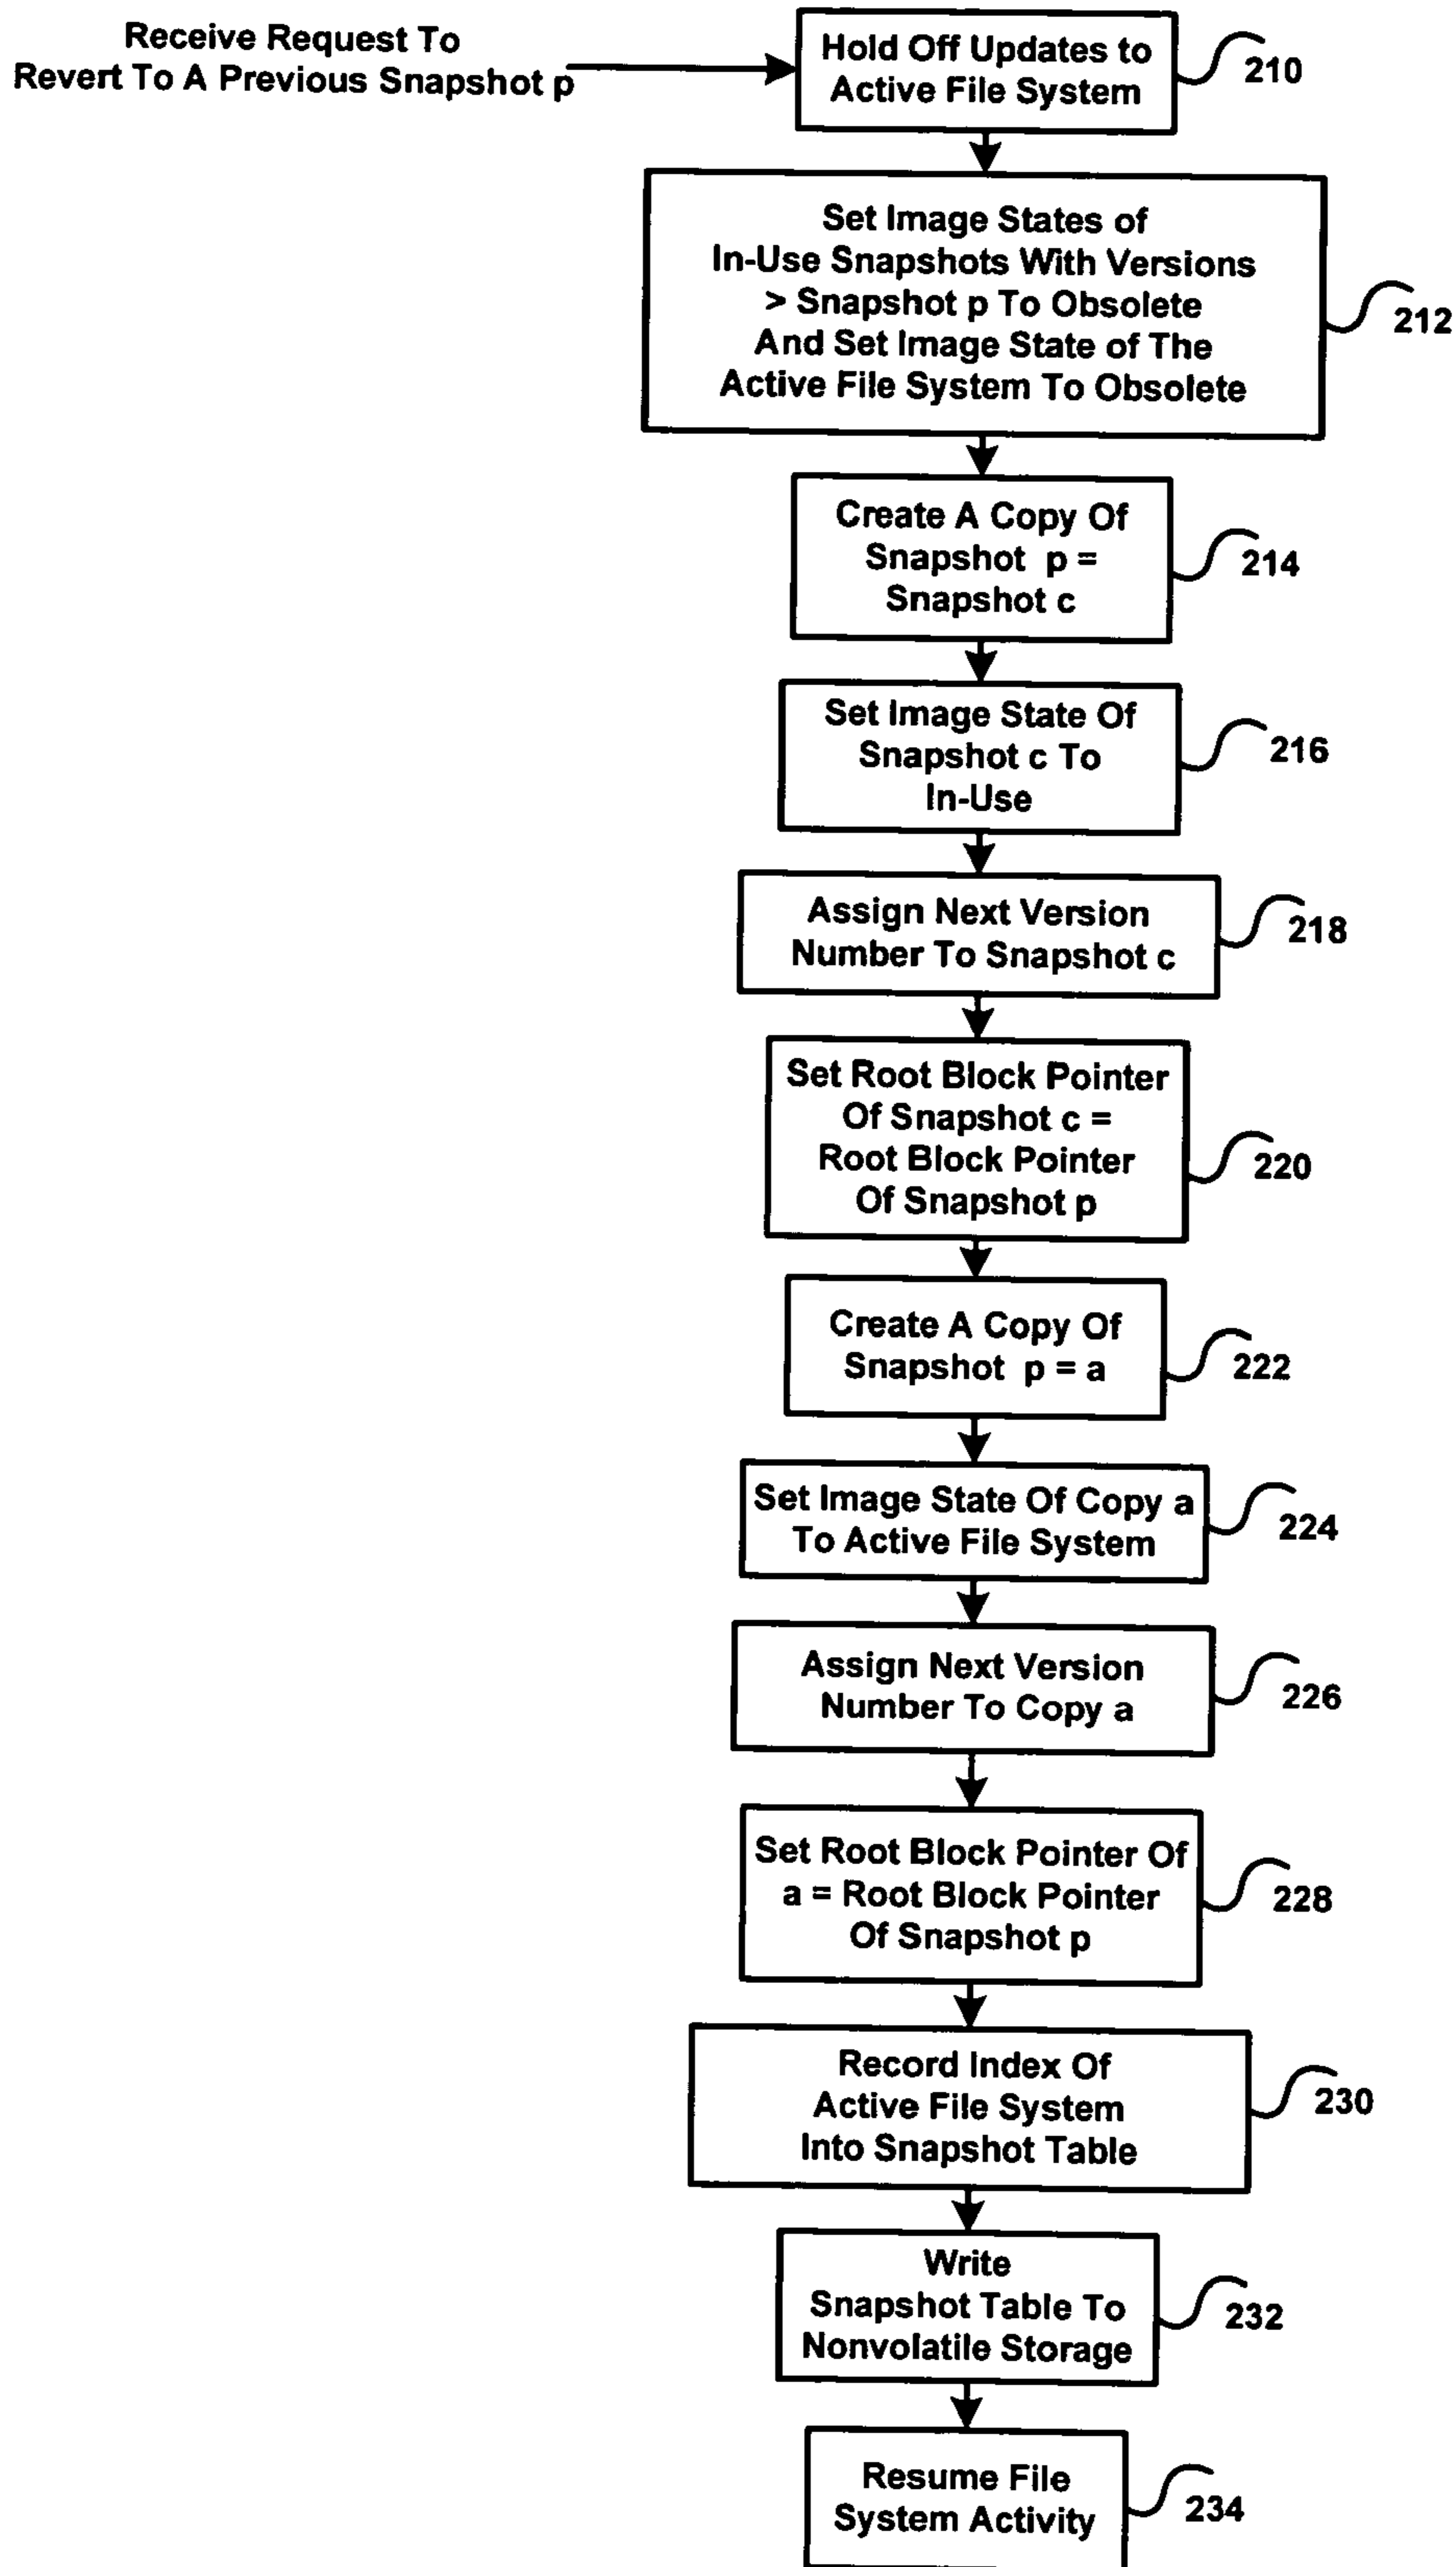 Receive Request To
Revert To A Previous Snapshot p
Hold Off Updates to
Active File System
210
Set Image States of
In-Use Snapshots With Versions
> Snapshot p To Obsolete
And Set Image State of The
Active File System To Obsolete
212
Create A Copy Of
Snapshot p =
Snapshot c
214
Set Image State Of
Snapshot c To
In-Use
216
Assign Next Version
Number To Snapshot c
218
Set Root Block Pointer
Of Snapshot c =
Root Block Pointer
Of Snapshot p
220
Create A Copy Of
Snapshot p = a
222
Set Image State Of Copy a
To Active File System
224
Assign Next Version
Number To Copy a
226
Set Root Block Pointer Of
a = Root Block Pointer
Of Snapshot p
228
Record Index Of
Active File System
Into Snapshot Table
230
Write
Snapshot Table To
Nonvolatile Storage
232
Resume File
System Activity
234